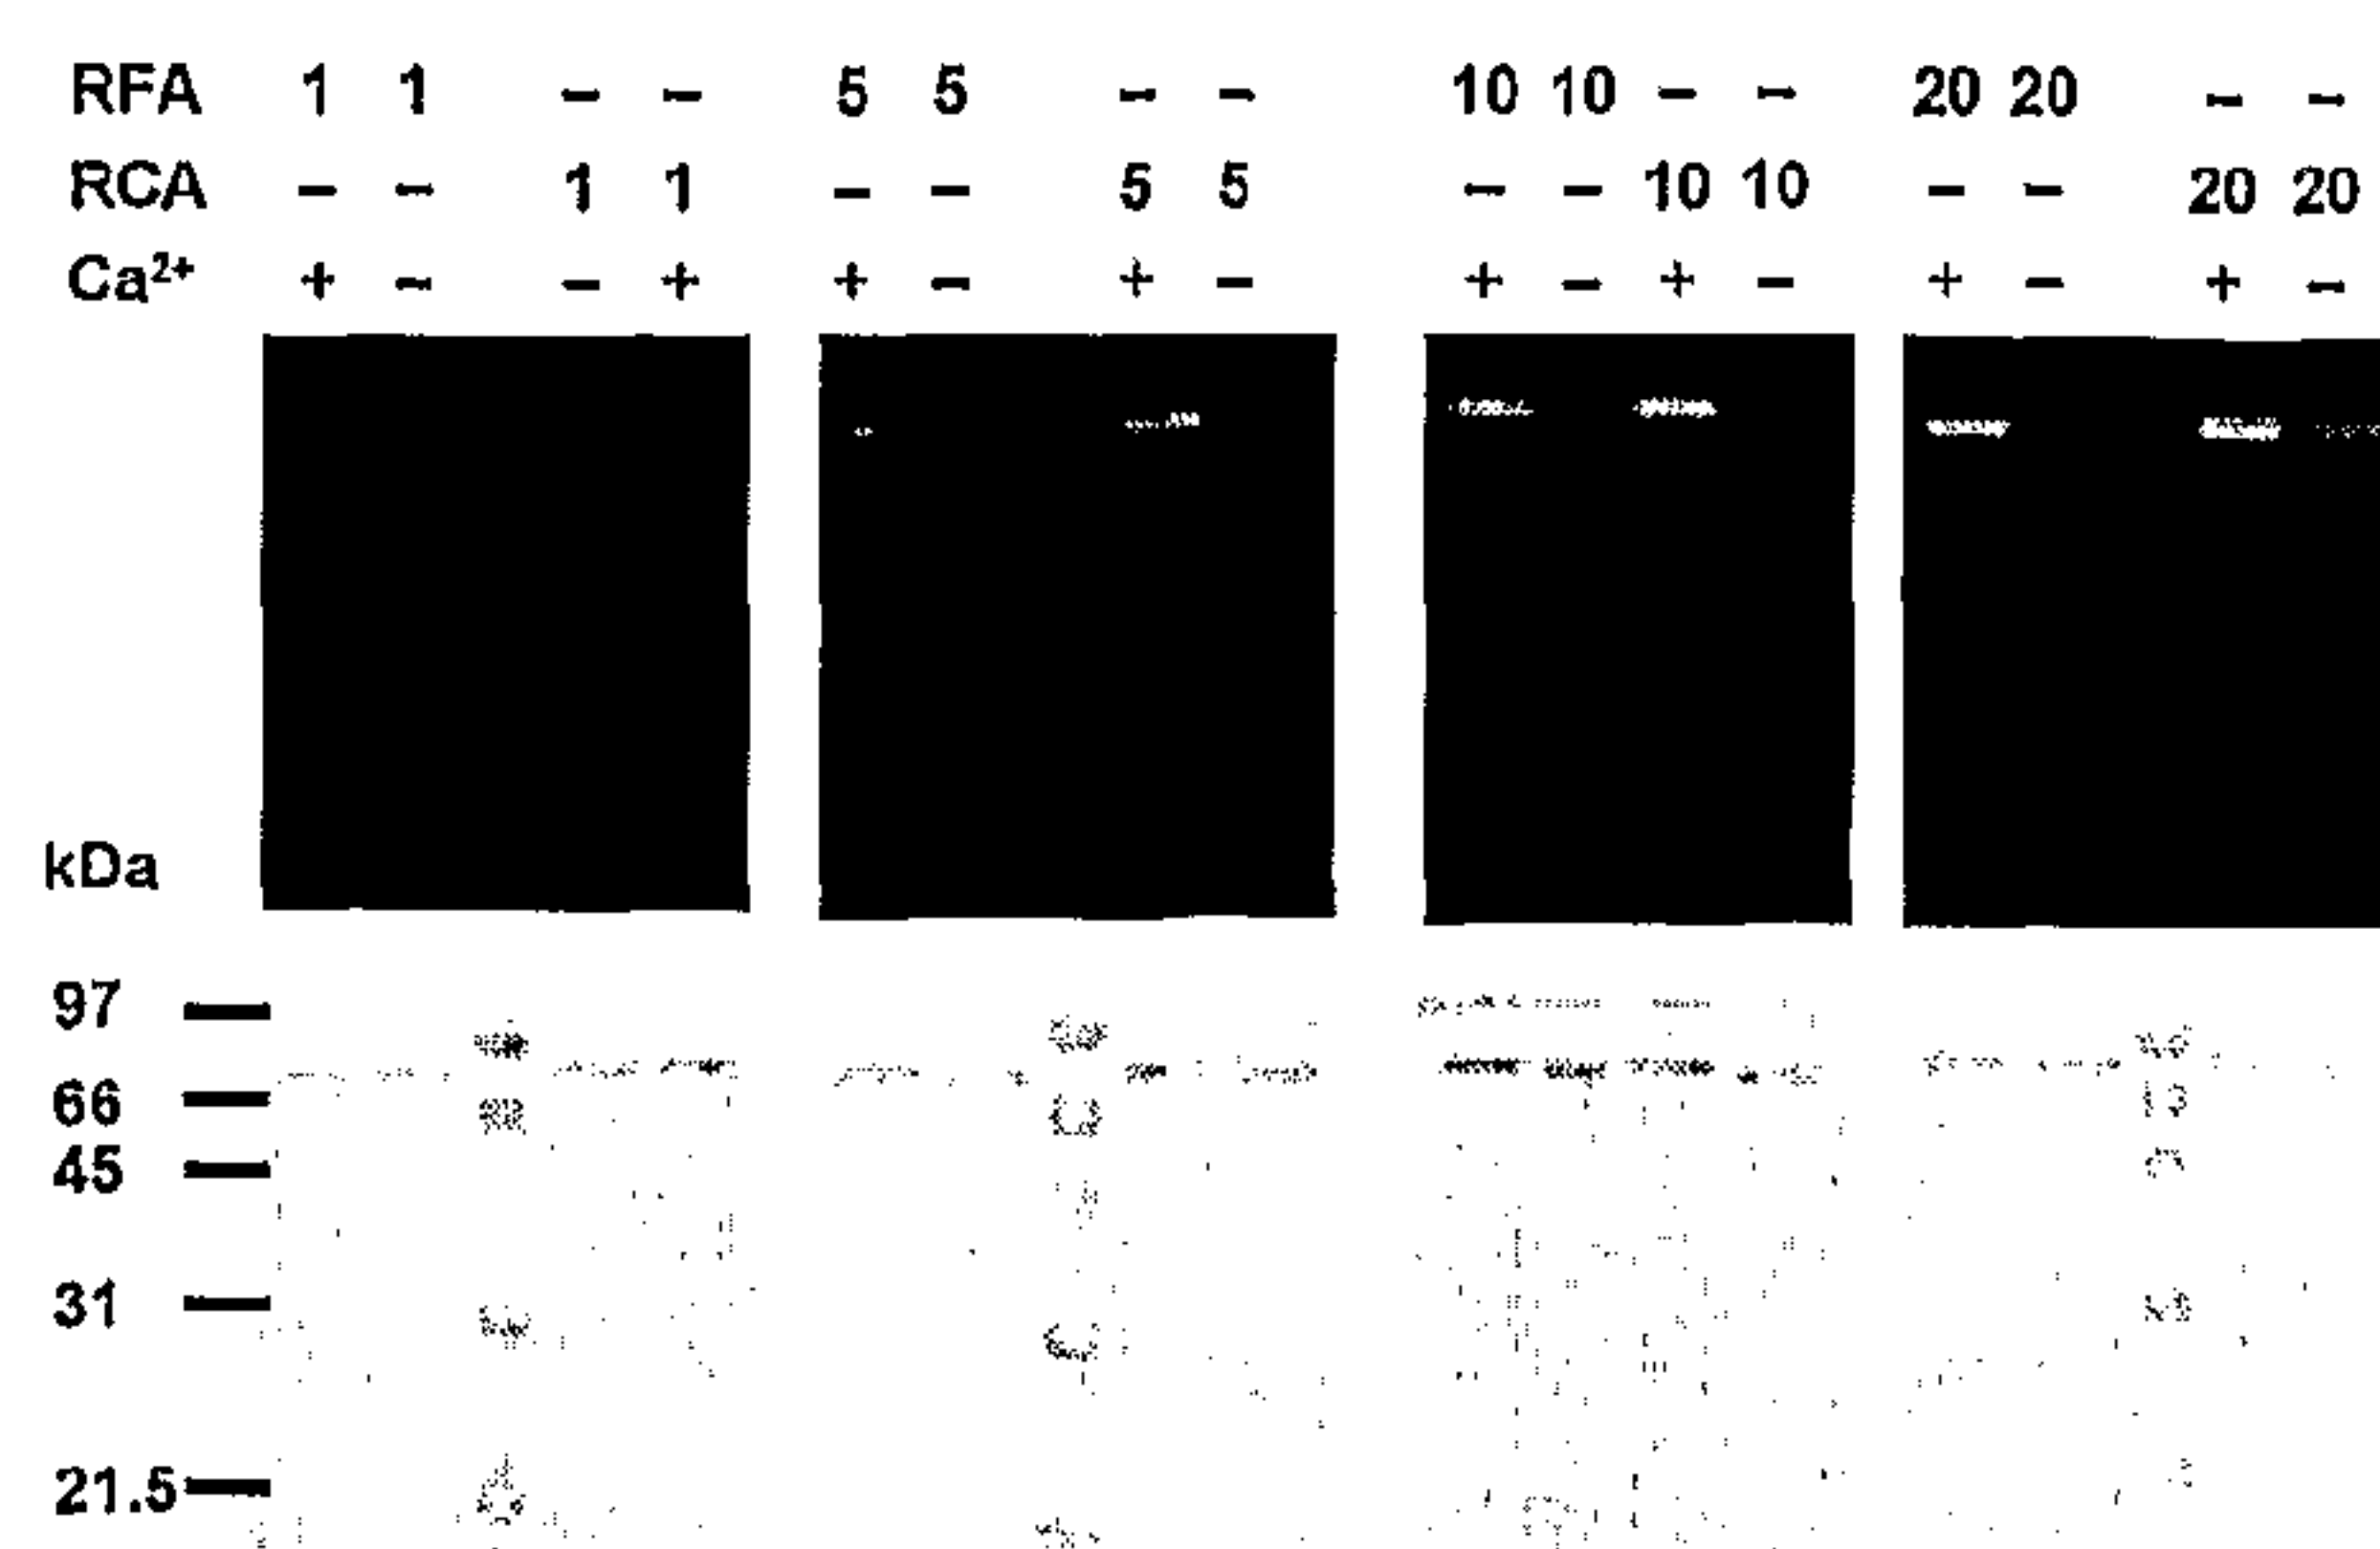 RFA 1 1 – – 5 5 – – 10 10 – – 20 20 – –
RCA – – 1 1 – – 5 5 – – 10 10 – – 20 20
Ca²⁺ + – – + + – + – + – + – + – + –
kDa
97
66
45
31
21.5